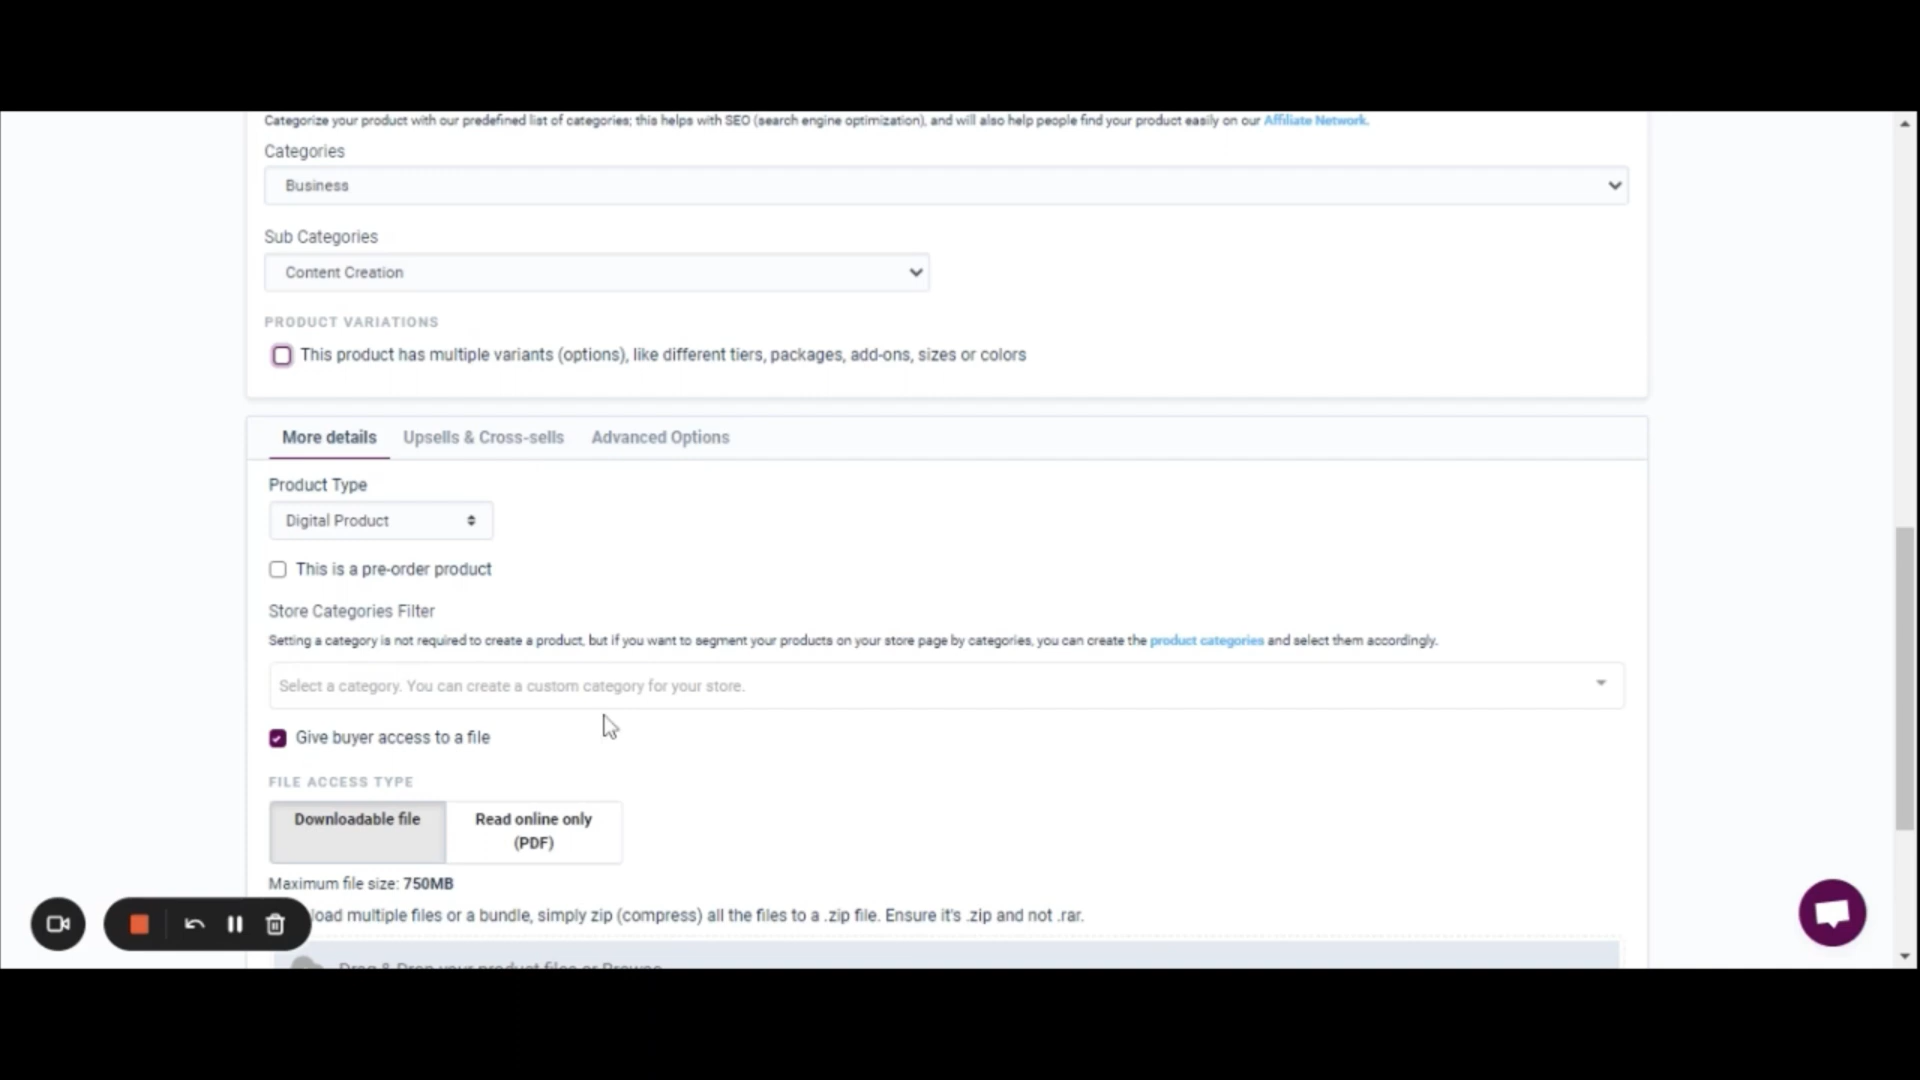 Categorize your product with our predefined list of categories; this helps with SEO (search engine optimization), and will also help people find your product easily on our Affiliate Network.
Categories
Business
Sub Categories
Content Creation
PRODUCT VARIATIONS
This product has multiple variants (options), like different tiers, packages, add-ons, sizes or colors
More details Upsells & Cross-sells Advanced Options
Product Type
Digital Product
This is a pre-order product
Store Categories Filter
Setting a category is not required to create a product, but if you want to segment your products on your store page by categories, you can create the product categories and select them accordingly.
Select a category. You can create a custom category for your store.
Give buyer access to a file
FILE ACCESS TYPE
Downloadable file
Read online only
(PDF)
Maximum file size: 750MB
load multiple files or a bundle, simply zip (compress) all the files to a .zip file. Ensure it's .zip and not .rar.
Drag & Drop your product files or Browse